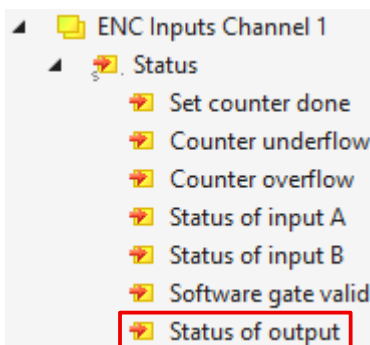 ENC Inputs Channel 1
Status
Set counter done
Counter underflow
Counter overflow
Status of input A
Status of input B
Software gate valid
Status of output